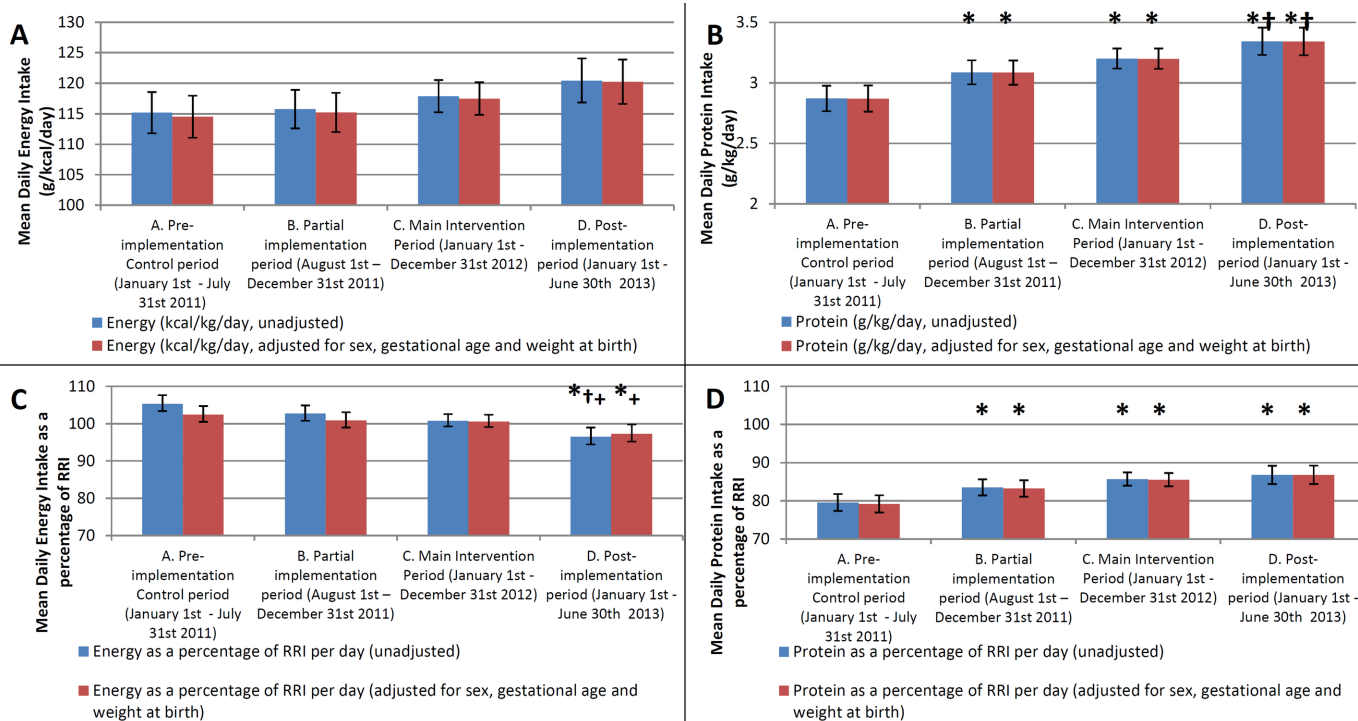 A
Mean Daily Energy Intake
(g/kcal/day)
130
125
120
115
110
105
100
A. Pre-
implementation
Control period
(January 1st - July
31st 2011)
B. Partial
implementation
period (August 1st –
December 31st 2011)
C. Main Intervention
Period (January 1st -
December 31st 2012)
D. Post-
implementation
period (January 1st -
June 30th 2013)
Energy (kcal/kg/day, unadjusted)
Energy (kcal/kg/day, adjusted for sex, gestational age and weight at birth)
B
Mean Daily Protein Intake
(g/kg/day)
3.5
3
2.5
2
* * * * *† *†
A. Pre-
implementation
Control period
(January 1st - July
31st 2011)
B. Partial
implementation
period (August 1st –
December 31st 2011)
C. Main Intervention
Period (January 1st -
December 31st 2012)
D. Post-
implementation
period (January 1st -
June 30th 2013)
Protein (g/kg/day, unadjusted)
Protein (g/kg/day, adjusted for sex, gestational age and weight at birth)
C
Mean Daily Energy Intake as a
percentage of RRI
110
100
90
80
70
*†+ *+
A. Pre-
implementation
Control period
(January 1st - July
31st 2011)
B. Partial
implementation
period (August 1st –
December 31st 2011)
C. Main Intervention
Period (January 1st -
December 31st 2012)
D. Post-
implementation
period (January 1st -
June 30th 2013)
Energy as a percentage of RRI per day (unadjusted)
Energy as a percentage of RRI per day (adjusted for sex, gestational age and
weight at birth)
D
Mean Daily Protein Intake as a
percentage of RRI
110
100
90
80
70
* * * * * *
A. Pre-
implementation
Control period
(January 1st - July
31st 2011)
B. Partial
implementation
period (August 1st –
December 31st 2011)
C. Main Intervention
Period (January 1st -
December 31st 2012)
D. Post-
implementation
period (January 1st -
June 30th 2013)
Protein as a percentage of RRI per day (unadjusted)
Protein as a percentage of RRI per day (adjusted for sex, gestational age and
weight at birth)